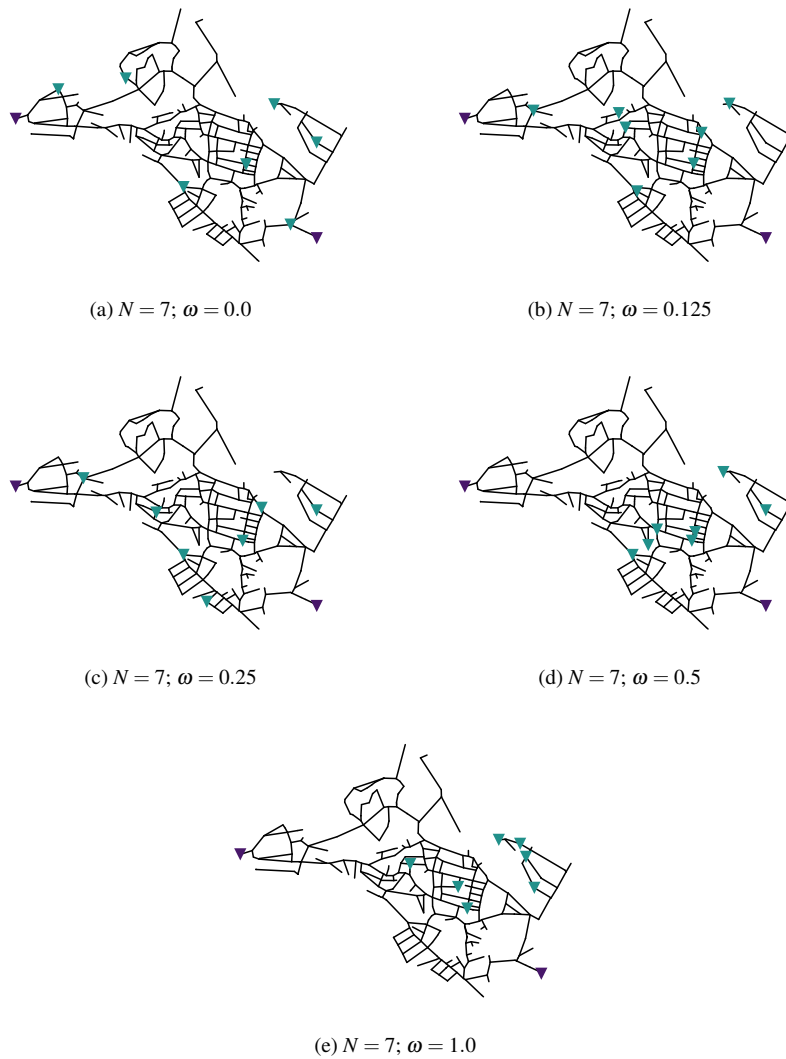 (a) N = 7; ω = 0.0
(b) N = 7; ω = 0.125
(c) N = 7; ω = 0.25
(d) N = 7; ω = 0.5
(e) N = 7; ω = 1.0